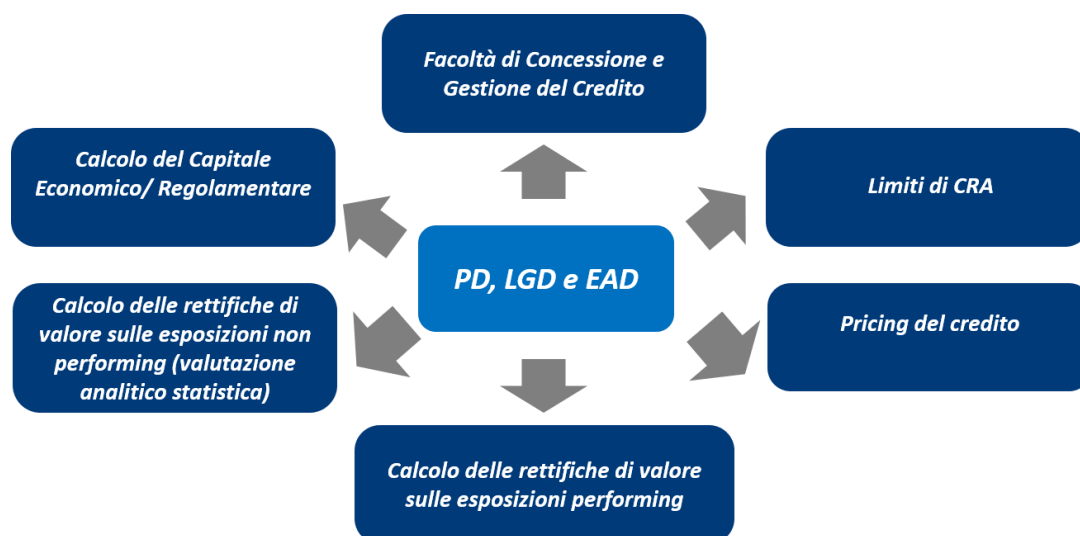 Facoltà di Concessione e
Gestione del Credito
Calcolo del Capitale
Economico/ Regolamentare
Limiti di CRA
PD, LGD e EAD
Calcolo delle rettifiche di
valore sulle esposizioni non
performing (valutazione
analitico statistica)
Pricing del credito
Calcolo delle rettifiche di valore
sulle esposizioni performing